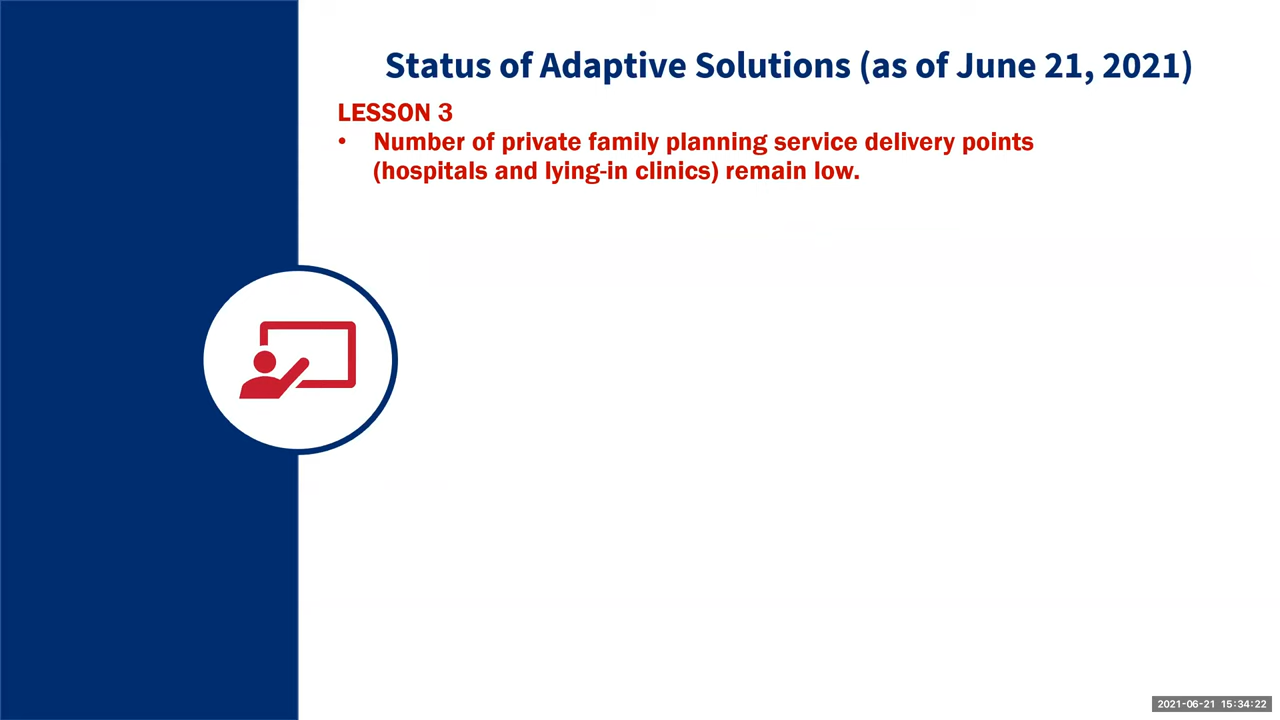 Status of Adaptive Solutions (as of June 21, 2021)
LESSON 3
• Number of private family planning service delivery points
(hospitals and lying-in clinics) remain low.
2021-06-21 15:34:22